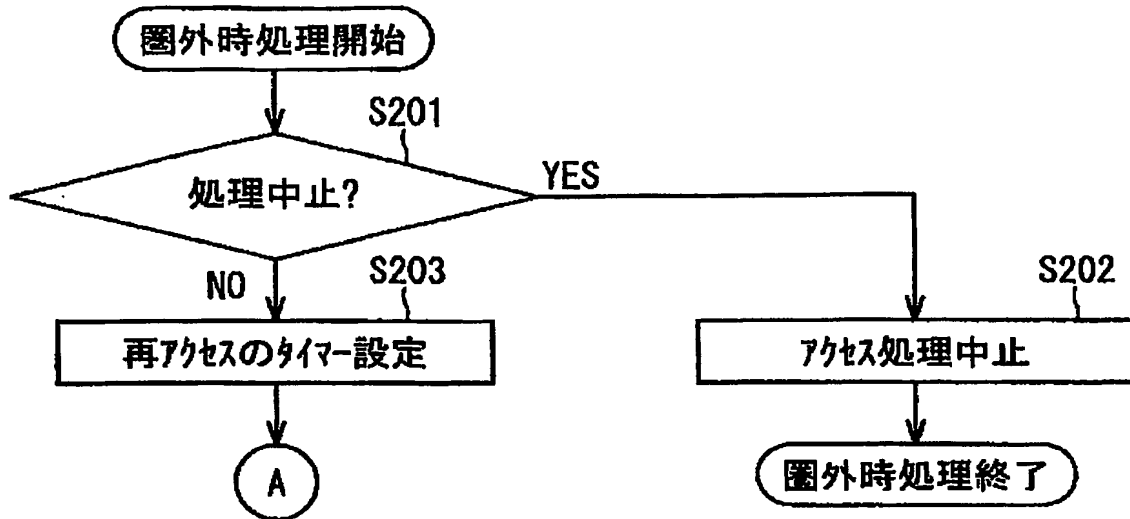 圏外時処理開始
S201
処理中止?
YES
NO
S203
再ｱｸｾｽのﾀｲﾏｰ設定
S202
ｱｸｾｽ処理中止
A
圏外時処理終了